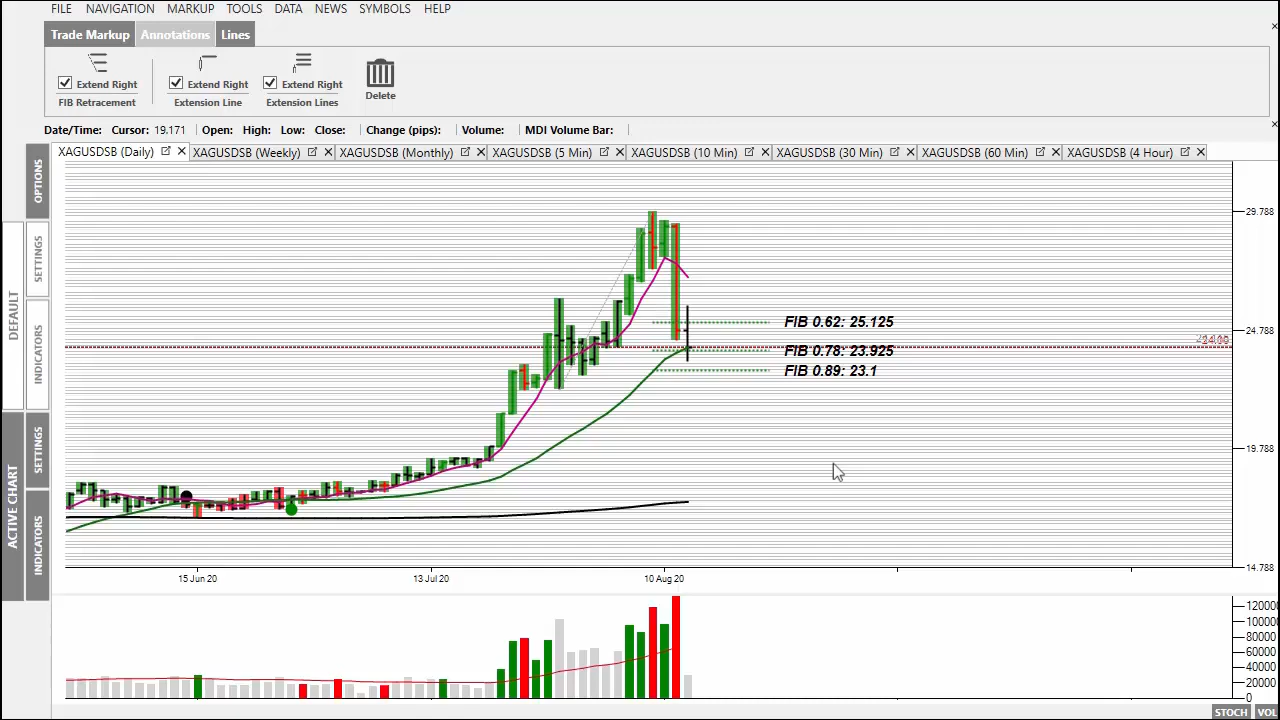 FILE NAVIGATION MARKUP TOOLS DATA NEWS SYMBOLS HELP
Trade Markup Annotations Lines
Extend Right Extend Right Extend Right
FIB Retracement Extension Line Extension Lines Delete
Date/Time: Cursor: 19.171 Open: High: Low: Close: Change (pips): Volume: MDI Volume Bar:
XAGUSDSB (Daily) XAGUSDSB (Weekly) XAGUSDSB (Monthly) XAGUSDSB (5 Min) XAGUSDSB (10 Min) XAGUSDSB (30 Min) XAGUSDSB (60 Min) XAGUSDSB (4 Hour)
OPTIONS
SETTINGS
DEFAULT
INDICATORS
SETTINGS
ACTIVE CHART
INDICATORS
29.788
FIB 0.62: 25.125
24.788
FIB 0.78: 23.925
FIB 0.89: 23.1
19.788
14.788
15 Jun 20 13 Jul 20 10 Aug 20
120000
100000
80000
60000
40000
20000
0
STOCH VOL